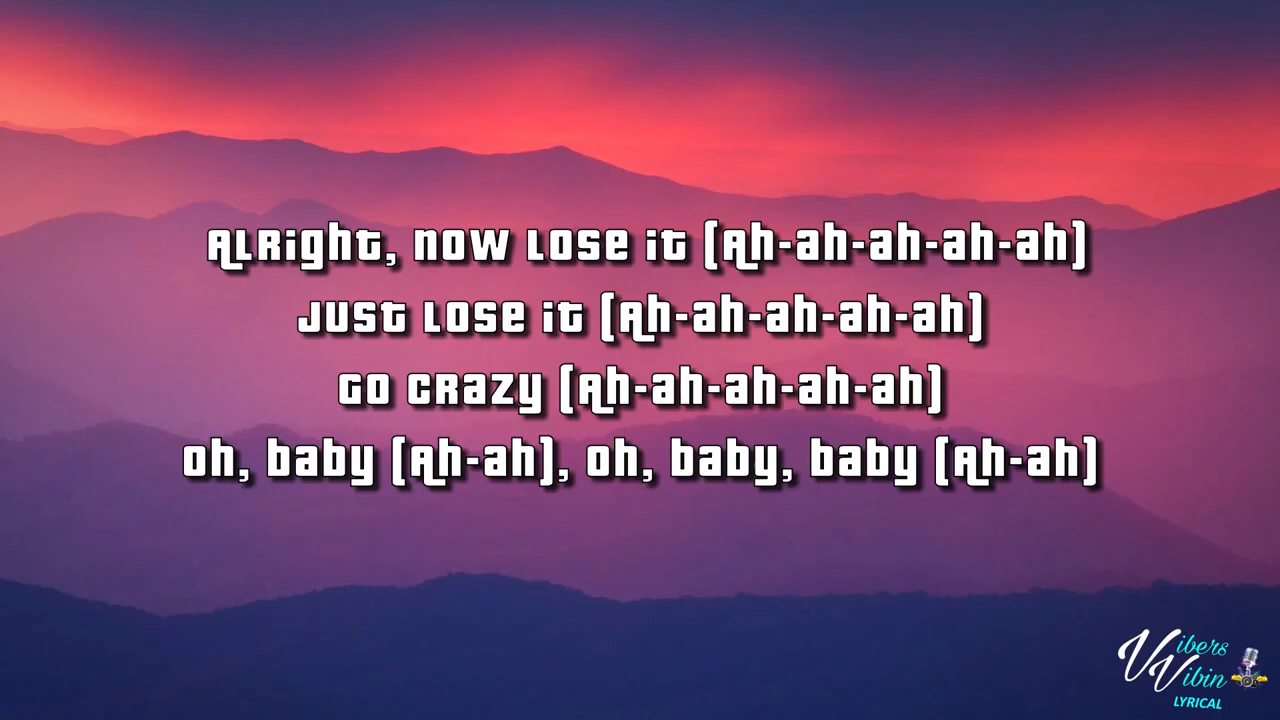 Alright, now lose it (Ah-ah-ah-ah-ah)
Just lose it (Ah-ah-ah-ah-ah)
Go crazy (Ah-ah-ah-ah-ah)
Oh, baby (Ah-ah), oh, baby, baby (Ah-ah)
Vibers
Vibin
LYRICAL